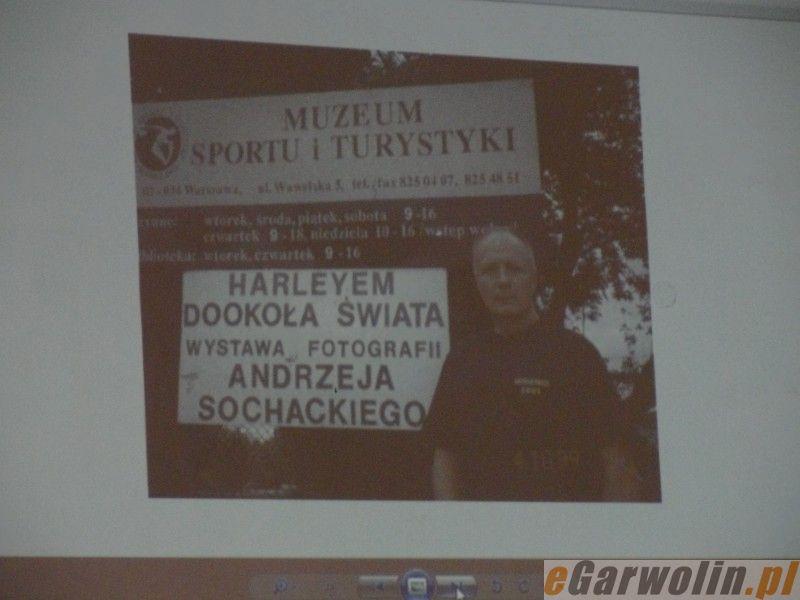 MUZEUM
SPORTU i TURYSTYKI
Warszawa, ul. Wawelska 5, tel./fax 825 04 07, 825 48 51
wtorek, środa, piątek, sobota 9-16
czwartek 9-18, niedziela 10-16 wstęp
wtorek, czwartek 9-16
HARLEYEM
DOOKOŁA ŚWIATA
WYSTAWA FOTOGRAFII
ANDRZEJA
SOCHACKIEGO
eGarwolin.pl